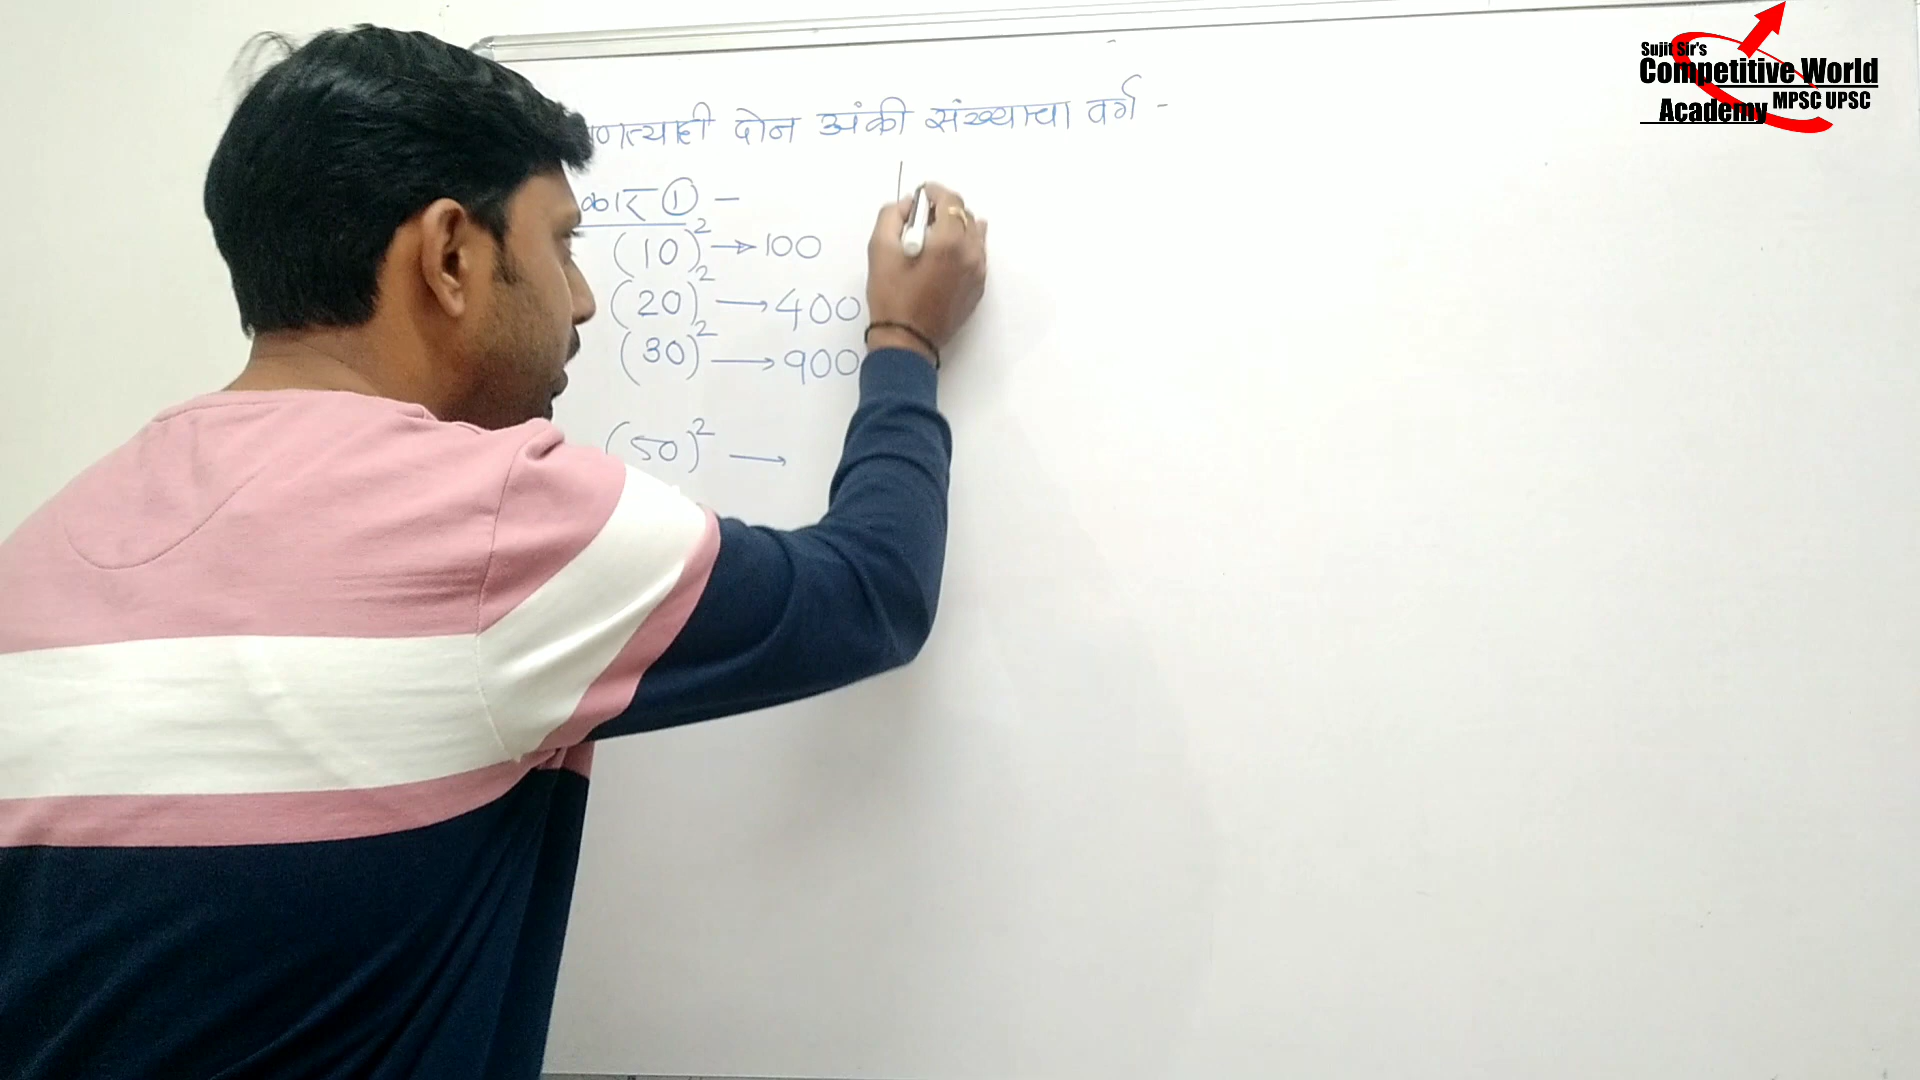 दोन अंकी संख्याचा वर्ग -
① -
(10)² → 100
(20)² → 400
(30)² → 900
(50)² →
Sujit Sir's
Competitive World
Academy MPSC UPSC